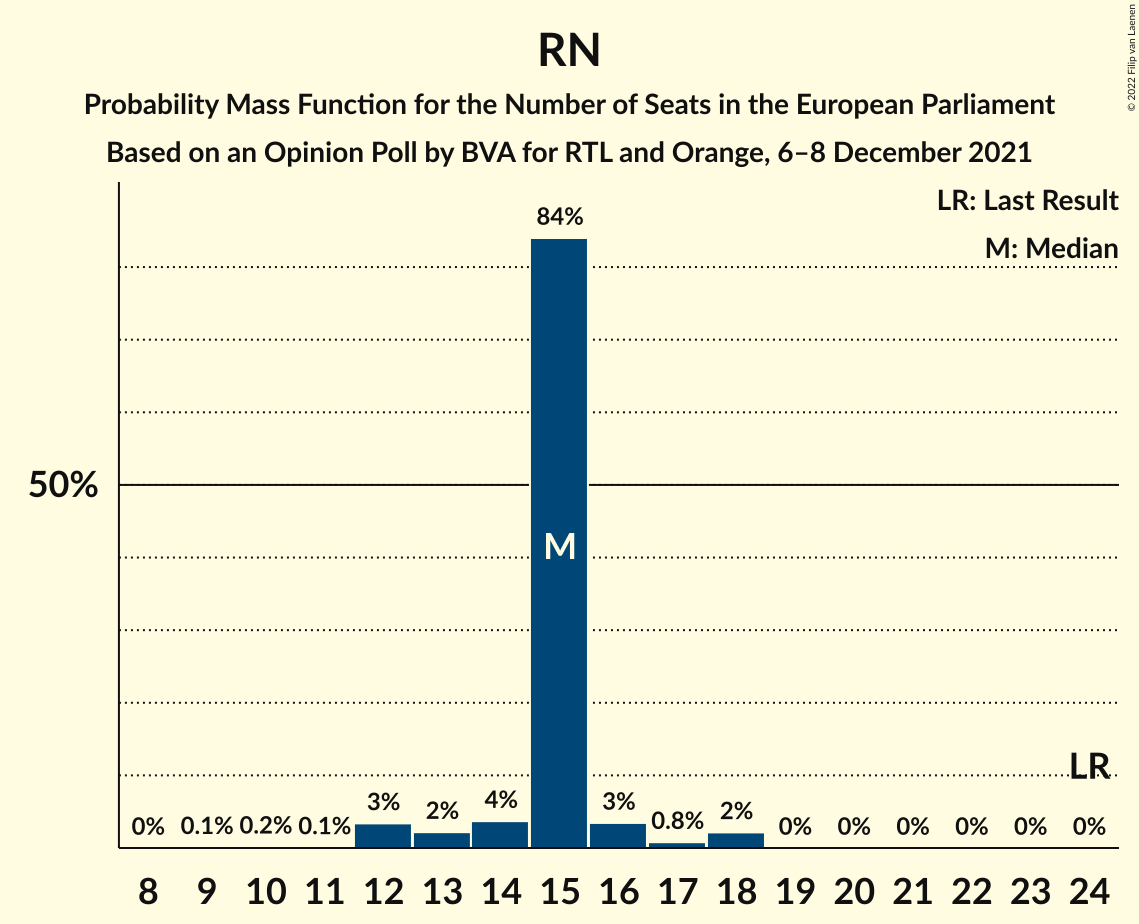 RN
Probability Mass Function for the Number of Seats in the European Parliament
Based on an Opinion Poll by BVA for RTL and Orange, 6–8 December 2021
© 2022 Filip van Laenen
LR: Last Result
M: Median
84%
50%
M
LR
0% 0.1% 0.2% 0.1% 3% 2% 4% 3% 0.8% 2% 0% 0% 0% 0% 0% 0%
8 9 10 11 12 13 14 15 16 17 18 19 20 21 22 23 24